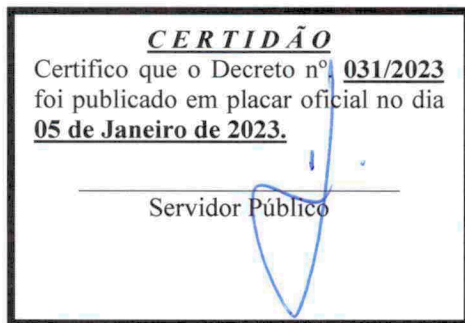 CERTIDÃO
Certifico que o Decreto nº 031/2023
foi publicado em placar oficial no dia
05 de Janeiro de 2023.
Servidor Público